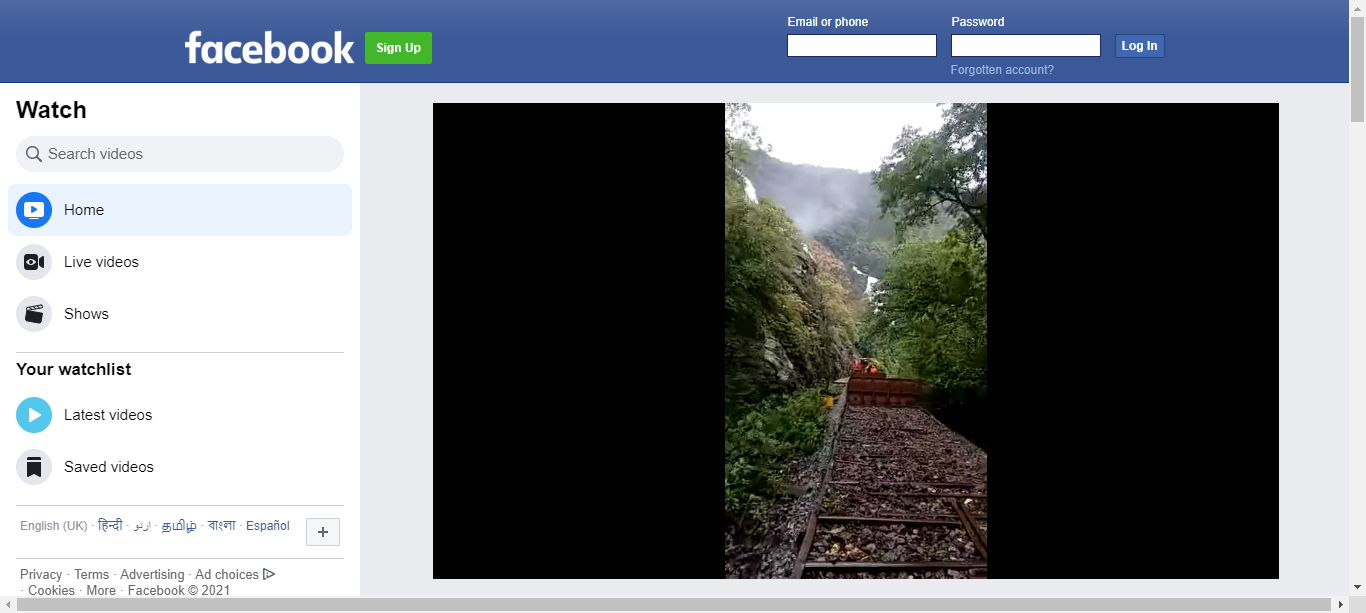 facebook
Sign Up
Email or phone
Password
Log In
Forgotten account?
Watch
Search videos
Home
Live videos
Shows
Your watchlist
Latest videos
Saved videos
English (UK) · हिन्दी · اردو · தமிழ் · বাংলা · Español
+
Privacy · Terms · Advertising · Ad choices
· Cookies · More · Facebook © 2021